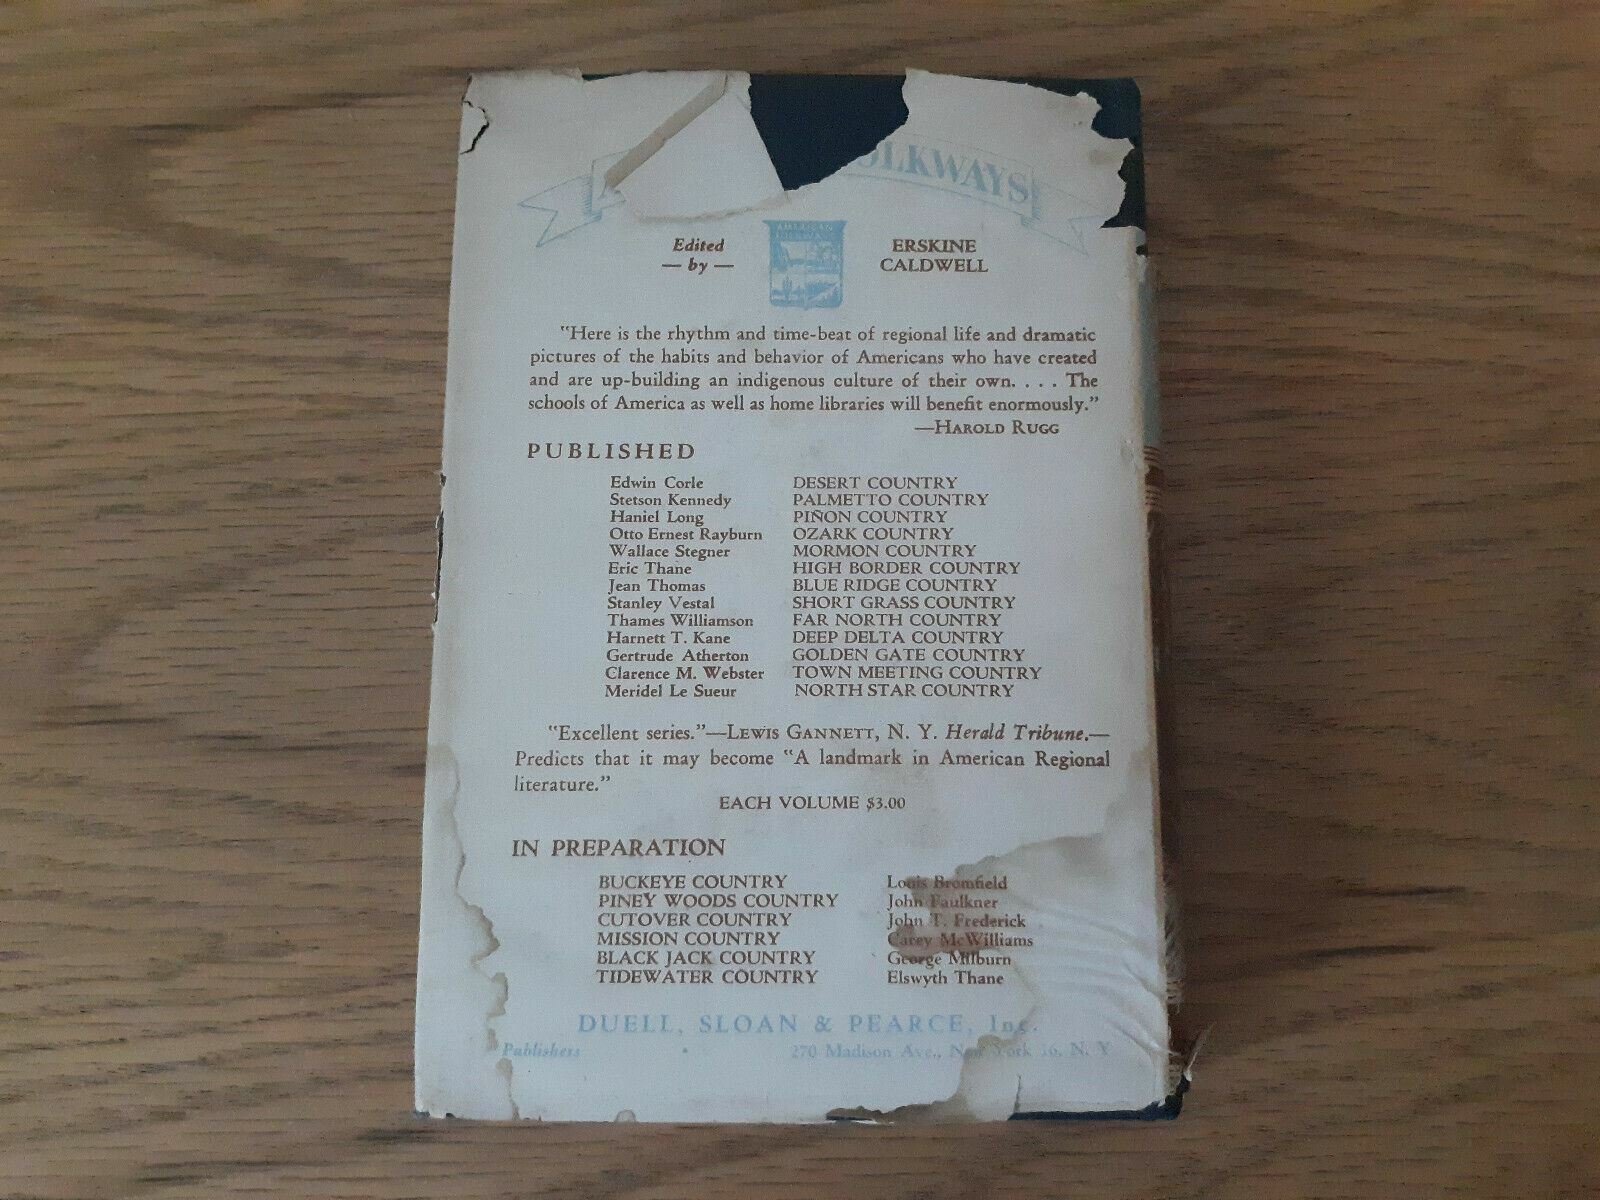 FOLKWAYS
AMERICAN
FOLKWAYS
Edited
— by —
ERSKINE
CALDWELL
"Here is the rhythm and time-beat of regional life and dramatic
pictures of the habits and behavior of Americans who have created
and are up-building an indigenous culture of their own. . . . The
schools of America as well as home libraries will benefit enormously."
—HAROLD RUGG
PUBLISHED
Edwin Corle DESERT COUNTRY
Stetson Kennedy PALMETTO COUNTRY
Haniel Long PIÑON COUNTRY
Otto Ernest Rayburn OZARK COUNTRY
Wallace Stegner MORMON COUNTRY
Eric Thane HIGH BORDER COUNTRY
Jean Thomas BLUE RIDGE COUNTRY
Stanley Vestal SHORT GRASS COUNTRY
Thames Williamson FAR NORTH COUNTRY
Harnett T. Kane DEEP DELTA COUNTRY
Gertrude Atherton GOLDEN GATE COUNTRY
Clarence M. Webster TOWN MEETING COUNTRY
Meridel Le Sueur NORTH STAR COUNTRY
"Excellent series."—LEWIS GANNETT, N. Y. Herald Tribune.—
Predicts that it may become "A landmark in American Regional
literature."
EACH VOLUME $3.00
IN PREPARATION
BUCKEYE COUNTRY Louis Bromfield
PINEY WOODS COUNTRY John Faulkner
CUTOVER COUNTRY John T. Frederick
MISSION COUNTRY Carey McWilliams
BLACK JACK COUNTRY George Milburn
TIDEWATER COUNTRY Elswyth Thane
DUELL, SLOAN & PEARCE, Inc.
Publishers • 270 Madison Ave., New York 16, N. Y.